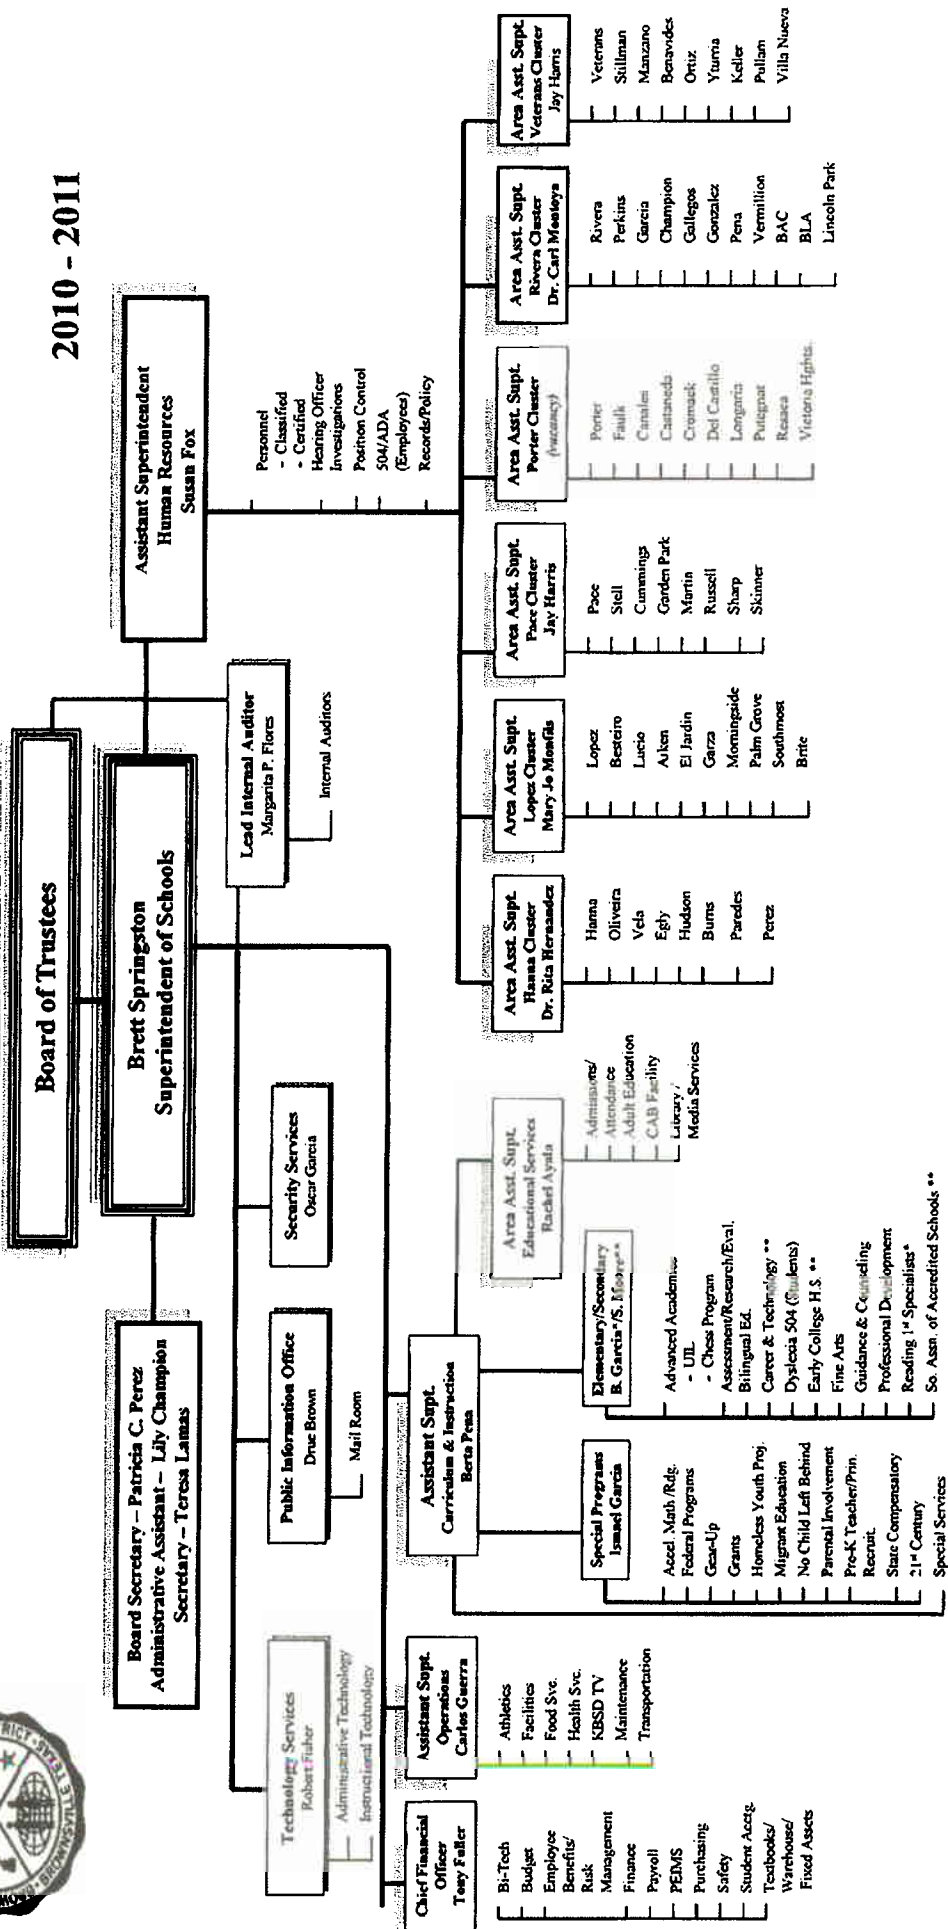 2010 - 2011
BROWNSVILLE TEXAS
Board of Trustees
Brett Springston
Superintendent of Schools
Board Secretary – Patricia C. Perez
Administrative Assistant – Lily Champion
Secretary – Teresa Lamas
Assistant Superintendent
Human Resources
Susan Fox
Personnel
- Classified
- Certified
Hearing Officer
Investigations
Position Control
504/ADA
(Employees)
Records/Policy
Lead Internal Auditor
Margarita P. Flores
Internal Auditors
Technology Services
Robert Fisher
Administrative Technology
Instructional Technology
Public Information Office
Drue Brown
Mail Room
Security Services
Oscar Garcia
Chief Financial
Officer
Tony Fuller
Bi-Tech
Budget
Employee
Benefits/
Risk
Management
Finance
Payroll
PEIMS
Purchasing
Safety
Student Acctg.
Textbooks/
Warehouse/
Fixed Assets
Assistant Supt.
Operations
Carlos Guerra
Athletics
Facilities
Food Svc.
Health Svc.
KBSD TV
Maintenance
Transportation
Assistant Supt.
Curriculum & Instruction
Berta Pena
Special Programs
Ismael Garcia
Accel. Math /Rdg.
Federal Programs
Gear-Up
Grants
Homeless Youth Proj.
Migrant Education
No Child Left Behind
Parental Involvement
Pre-K Teacher/Prin.
Recruit.
State Compensatory
21st Century
Special Services
Elementary/Secondary
B. Garcia*/S. Moore**
Advanced Academics
- UIL
- Chess Program
Assessment/Research/Eval.
Bilingual Ed.
Career & Technology **
Dyslexia 504 (Students)
Early College H.S. **
Fine Arts
Guidance & Counseling
Professional Development
Reading 1st Specialists*
So. Assn. of Accredited Schools **
Area Asst. Supt.
Educational Services
Rachel Ayala
Admissions/
Attendance
Adult Education
CAB Facility
Library /
Media Services
Area Asst. Supt.
Hanna Cluster
Dr. Rita Hernandez
Hanna
Oliveira
Vela
Egly
Hudson
Burns
Paredes
Perez
Area Asst. Supt.
Lopez Cluster
Mary Jo Monfils
Lopez
Besteiro
Lucio
Aiken
El Jardin
Garza
Morningside
Palm Grove
Southmost
Brite
Area Asst. Supt.
Pace Cluster
Jay Harris
Pace
Stell
Cummings
Garden Park
Martin
Russell
Sharp
Skinner
Area Asst. Supt.
Porter Cluster
(vacancy)
Porter
Faulk
Canales
Castaneda
Cromack
Del Castillo
Longoria
Putegnat
Resaca
Victoria Hghts.
Area Asst. Supt.
Rivera Cluster
Dr. Carl Montoya
Rivera
Perkins
Garcia
Champion
Gallegos
Gonzalez
Pena
Vermillion
BAC
BLA
Lincoln Park
Area Asst. Supt.
Veterans Cluster
Jay Harris
Veterans
Stillman
Manzano
Benavides
Ortiz
Yturria
Keller
Pullam
Villa Nueva